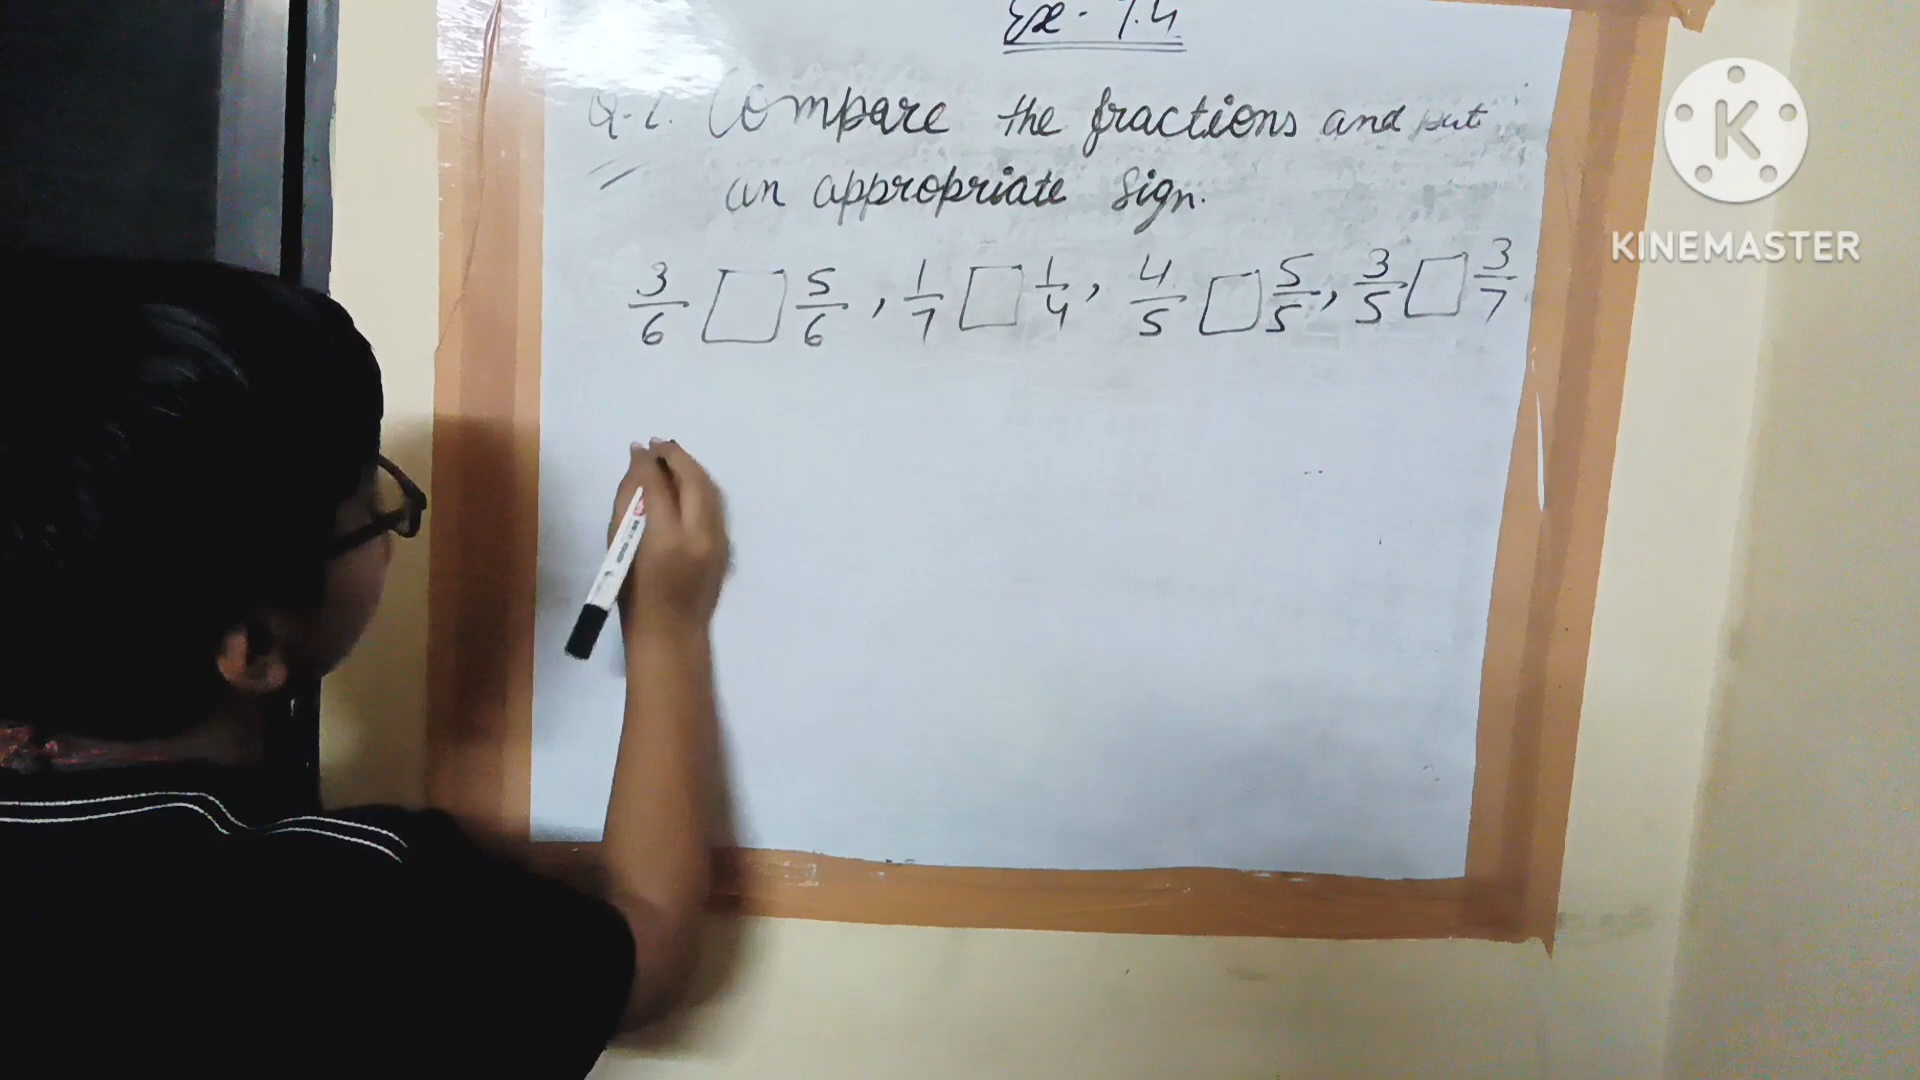 Ex - 7.4
Q-2. Compare the fractions and put
an appropriate sign.
3/6 □ 5/6, 1/7 □ 1/4, 4/5 □ 5/5, 3/5 □ 3/7
K
KINEMASTER